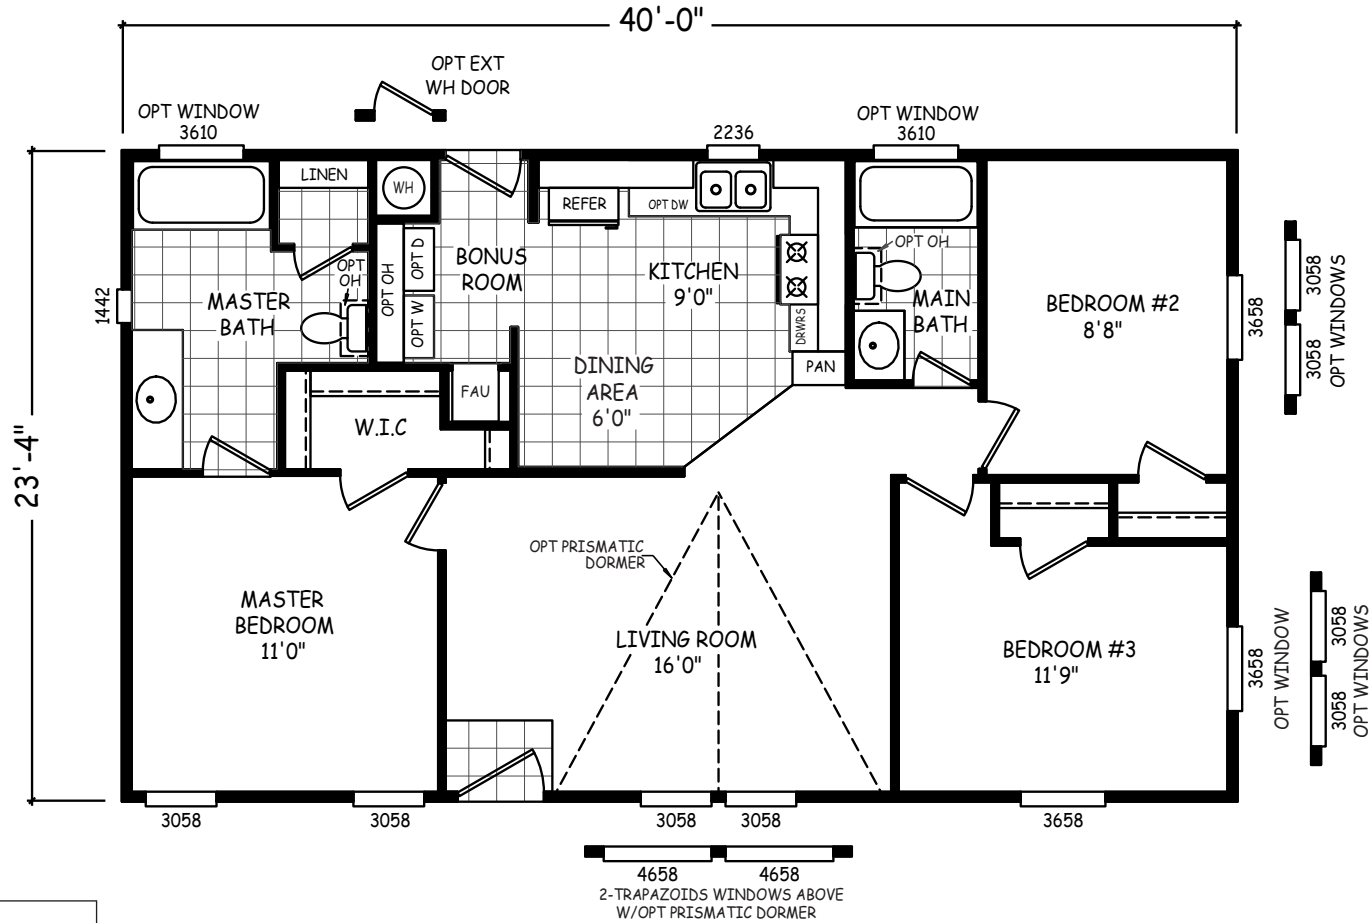 40'-0"
OPT EXT
WH DOOR
OPT WINDOW
3610
2236
OPT WINDOW
3610
LINEN
WH
REFER
OPT DW
OPT OH
OPT D
BONUS
ROOM
KITCHEN
9'0"
OPT
OH
OPT OH
OPT W
MASTER
BATH
1442
DRWRS
MAIN
BATH
BEDROOM #2
8'8"
3658
3058
3058
OPT WINDOWS
DINING
AREA
6'0"
PAN
FAU
W.I.C
23'-4"
OPT PRISMATIC
DORMER
MASTER
BEDROOM
11'0"
LIVING ROOM
16'0"
BEDROOM #3
11'9"
3658
OPT WINDOW
3058
3058
OPT WINDOWS
3058
3058
3058
3058
3658
4658
4658
2-TRAPAZOIDS WINDOWS ABOVE
W/OPT PRISMATIC DORMER